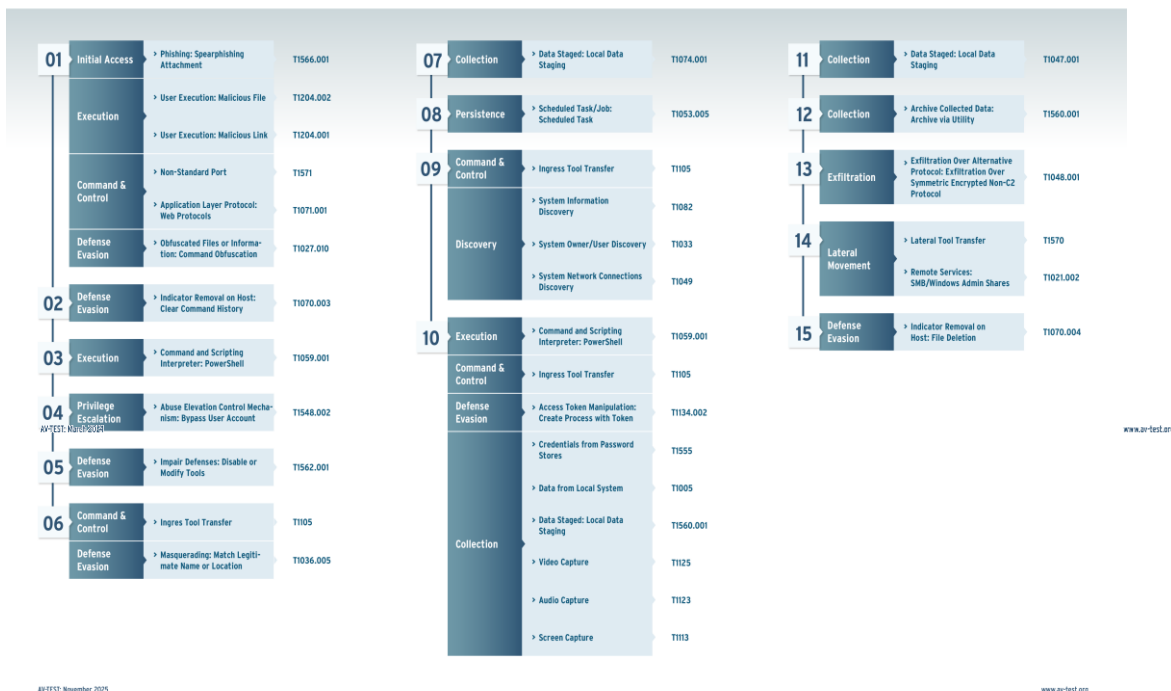 01
Initial Access
> Phishing: Spearphishing
Attachment
T1566.001
Execution
> User Execution: Malicious File
T1204.002
> User Execution: Malicious Link
T1204.001
Command &
Control
> Non-Standard Port
T1571
> Application Layer Protocol:
Web Protocols
T1071.001
Defense
Evasion
> Obfuscated Files or Informa-
tion: Command Obfuscation
T1027.010
02
Defense
Evasion
> Indicator Removal on Host:
Clear Command History
T1070.003
03
Execution
> Command and Scripting
Interpreter: PowerShell
T1059.001
04
Privilege
Escalation
> Abuse Elevation Control Mecha-
nism: Bypass User Account
T1548.002
AV-TEST:
05
Defense
Evasion
> Impair Defenses: Disable or
Modify Tools
T1562.001
06
Command &
Control
> Ingres Tool Transfer
T1105
Defense
Evasion
> Masquerading: Match Legiti-
mate Name or Location
T1036.005
07
Collection
> Data Staged: Local Data
Staging
T1074.001
08
Persistence
> Scheduled Task/Job:
Scheduled Task
T1053.005
09
Command &
Control
> Ingress Tool Transfer
T1105
Discovery
> System Information
Discovery
T1082
> System Owner/User Discovery
T1033
> System Network Connections
Discovery
T1049
10
Execution
> Command and Scripting
Interpreter: PowerShell
T1059.001
Command &
Control
> Ingress Tool Transfer
T1105
Defense
Evasion
> Access Token Manipulation:
Create Process with Token
T1134.002
Collection
> Credentials from Password
Stores
T1555
> Data from Local System
T1005
> Data Staged: Local Data
Staging
T1560.001
> Video Capture
T1125
> Audio Capture
T1123
> Screen Capture
T1113
11
Collection
> Data Staged: Local Data
Staging
T1047.001
12
Collection
> Archive Collected Data:
Archive via Utility
T1560.001
13
Exfiltration
> Exfiltration Over Alternative
Protocol: Exfiltration Over
Symmetric Encrypted Non-C2
Protocol
T1048.001
14
Lateral
Movement
> Lateral Tool Transfer
T1570
> Remote Services:
SMB/Windows Admin Shares
T1021.002
15
Defense
Evasion
> Indicator Removal on
Host: File Deletion
T1070.004
www.av-test.org
AV-TEST: November 2025
www.av-test.org